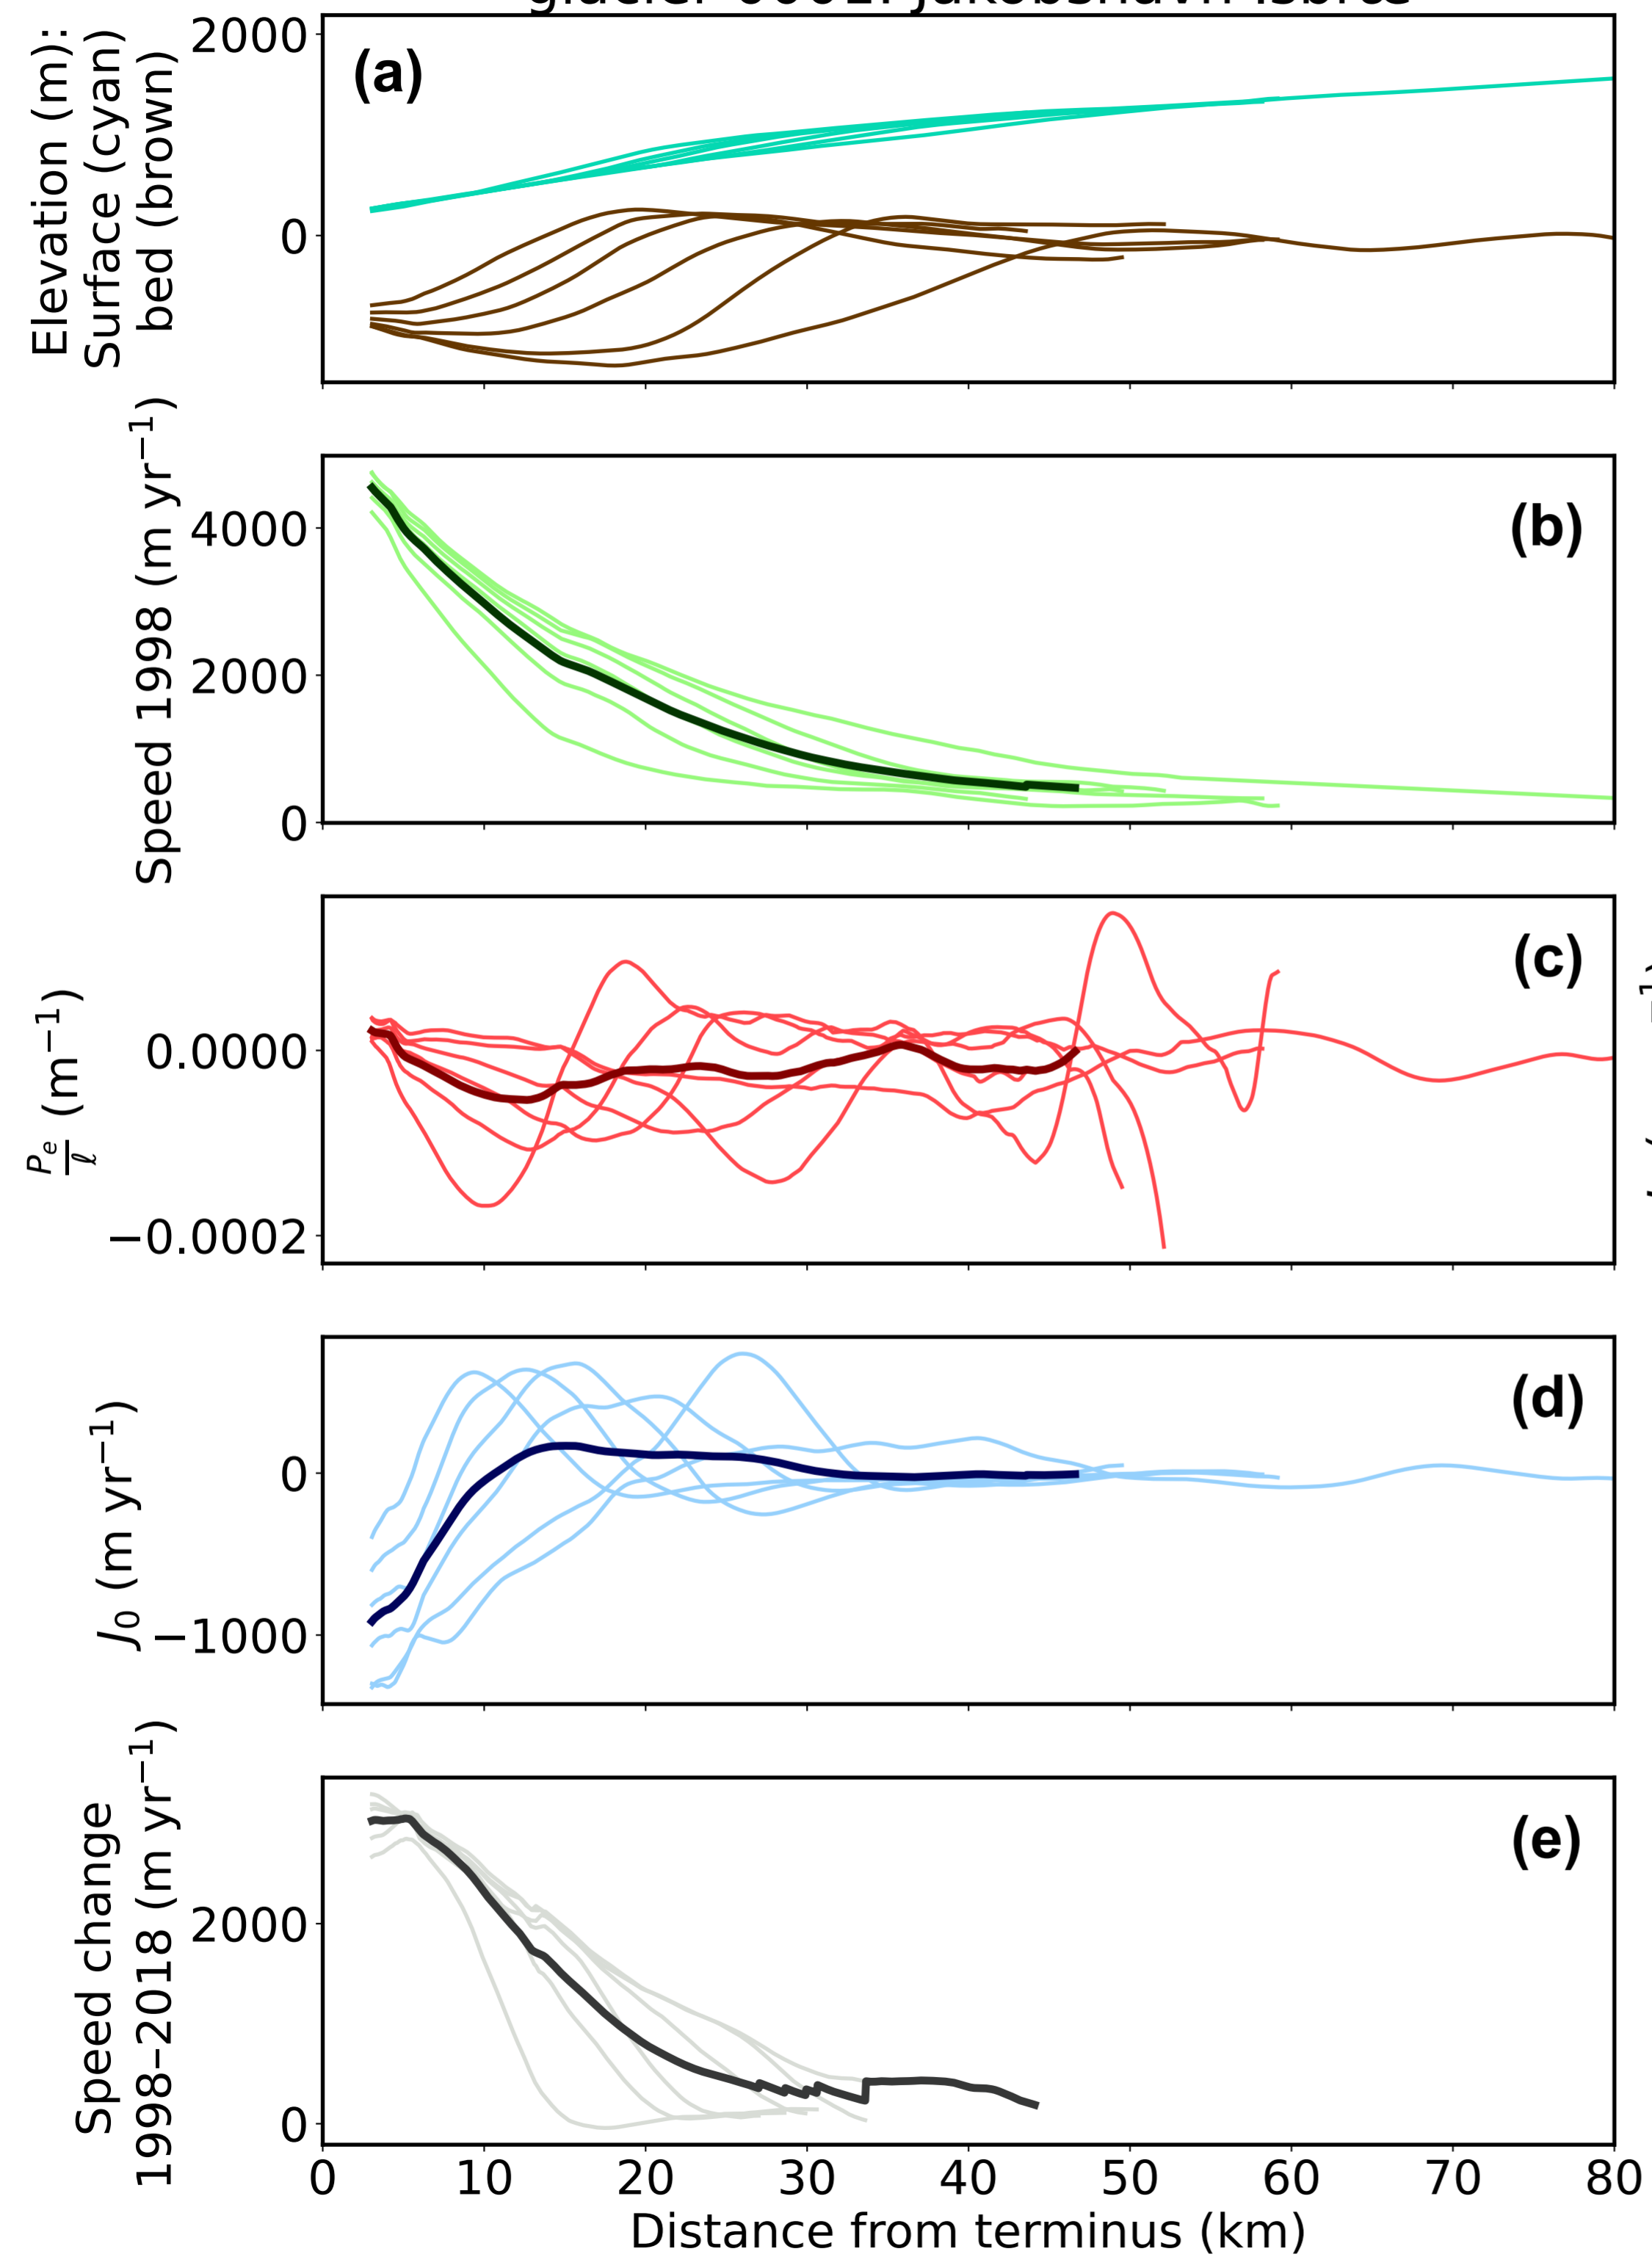 2000
0
Elevation (m):
Surface (cyan)
bed (brown)
(a)
4000
2000
0
Speed 1998 (m yr⁻¹)
(b)
0.0000
−0.0002
Pₑ/ℓ (m⁻¹)
(c)
0
−1000
J₀ (m yr⁻¹)
(d)
2000
0
Speed change
1998–2018 (m yr⁻¹)
(e)
0 10 20 30 40 50 60 70 80
Distance from terminus (km)